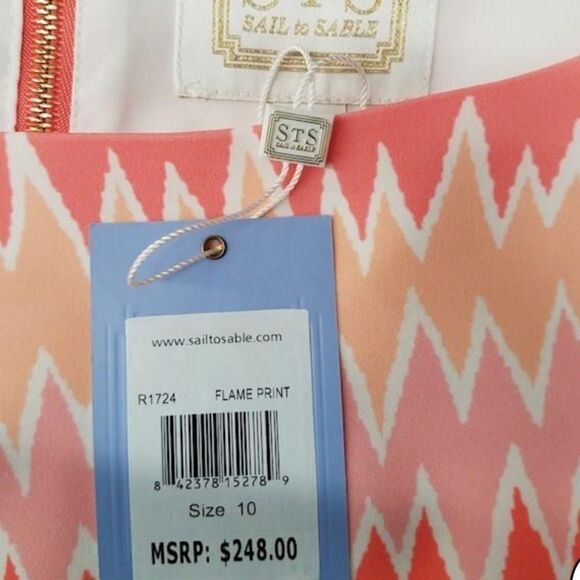 STS
SAIL to SABLE
STS
SAIL to SABLE
www.sailtosable.com
R1724 FLAME PRINT
8 42378 15278 9
Size 10
MSRP: $248.00